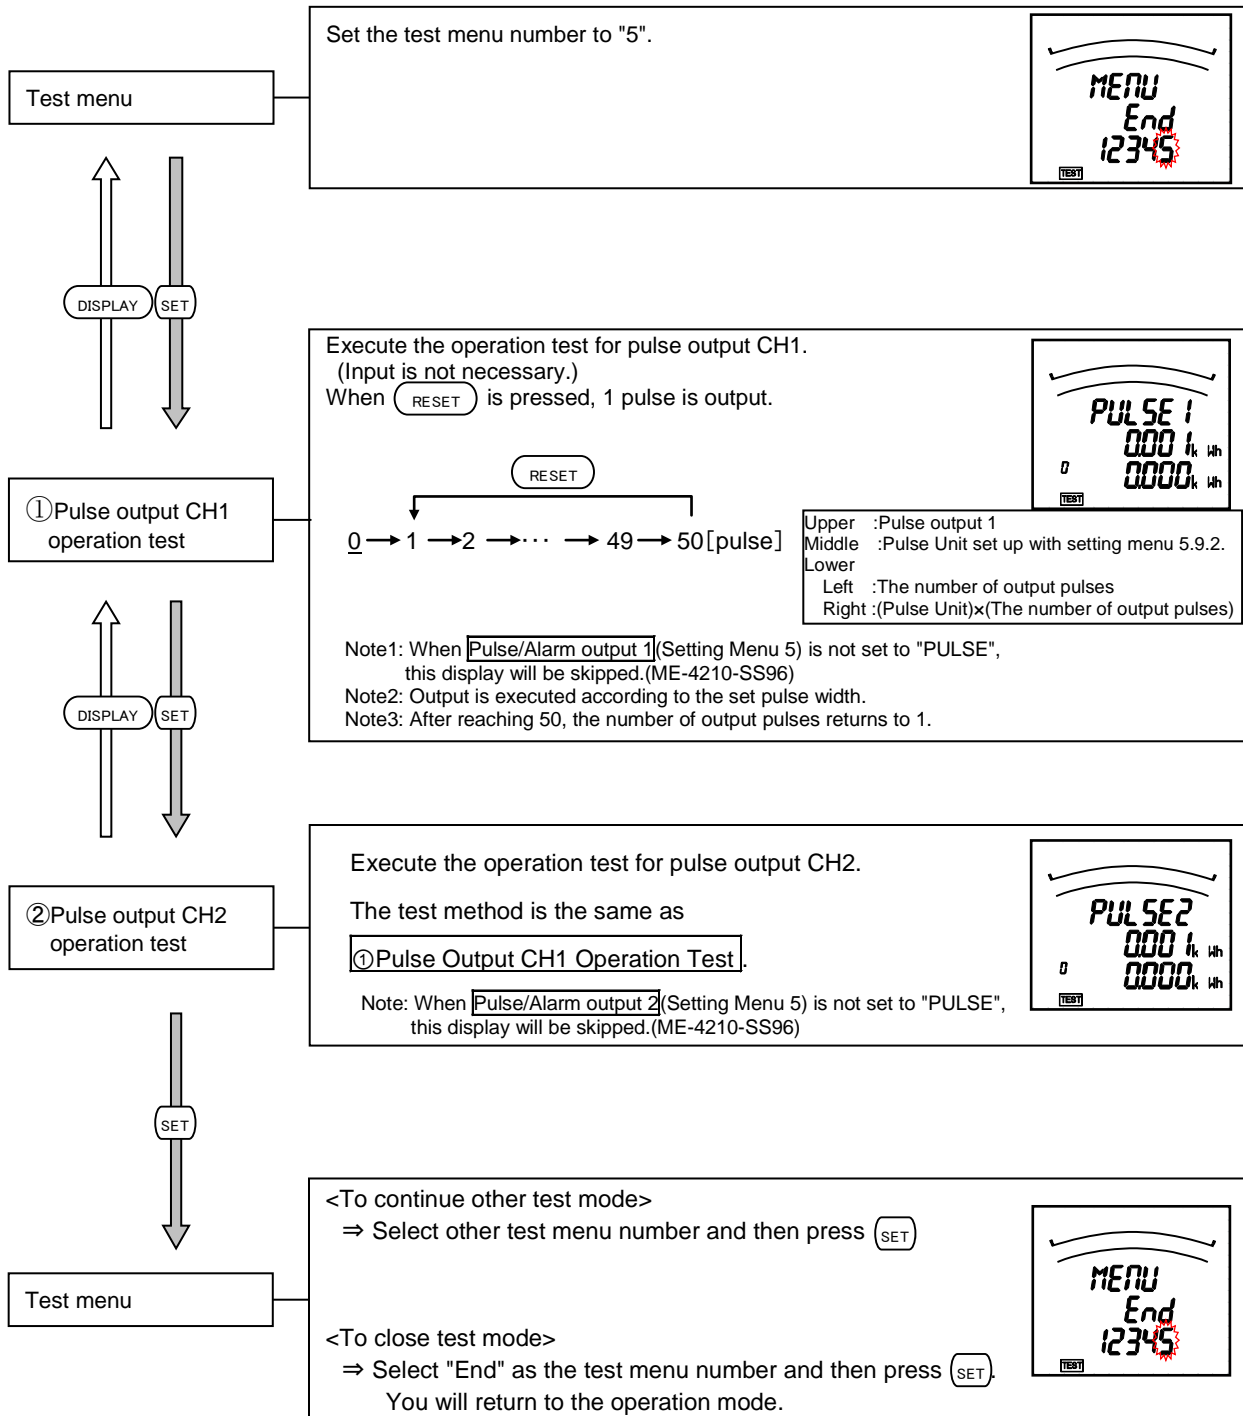 Set the test menu number to "5".
Test menu
MENU
End
12345
TEST
DISPLAY
SET
Execute the operation test for pulse output CH1.
(Input is not necessary.)
When RESET is pressed, 1 pulse is output.
RESET
0 → 1 → 2 → ··· → 49 → 50[pulse]
①Pulse output CH1
operation test
PULSE1
0.001k Wh
0 0.000k Wh
TEST
Upper :Pulse output 1
Middle :Pulse Unit set up with setting menu 5.9.2.
Lower
Left :The number of output pulses
Right :(Pulse Unit)×(The number of output pulses)
Note1: When Pulse/Alarm output 1(Setting Menu 5) is not set to "PULSE",
this display will be skipped.(ME-4210-SS96)
Note2: Output is executed according to the set pulse width.
Note3: After reaching 50, the number of output pulses returns to 1.
DISPLAY
SET
②Pulse output CH2
operation test
Execute the operation test for pulse output CH2.
The test method is the same as
①Pulse Output CH1 Operation Test.
Note: When Pulse/Alarm output 2(Setting Menu 5) is not set to "PULSE",
this display will be skipped.(ME-4210-SS96)
PULSE2
0.001k Wh
0 0.000k Wh
TEST
SET
Test menu
<To continue other test mode>
⇒ Select other test menu number and then press SET
<To close test mode>
⇒ Select "End" as the test menu number and then press SET.
You will return to the operation mode.
MENU
End
12345
TEST